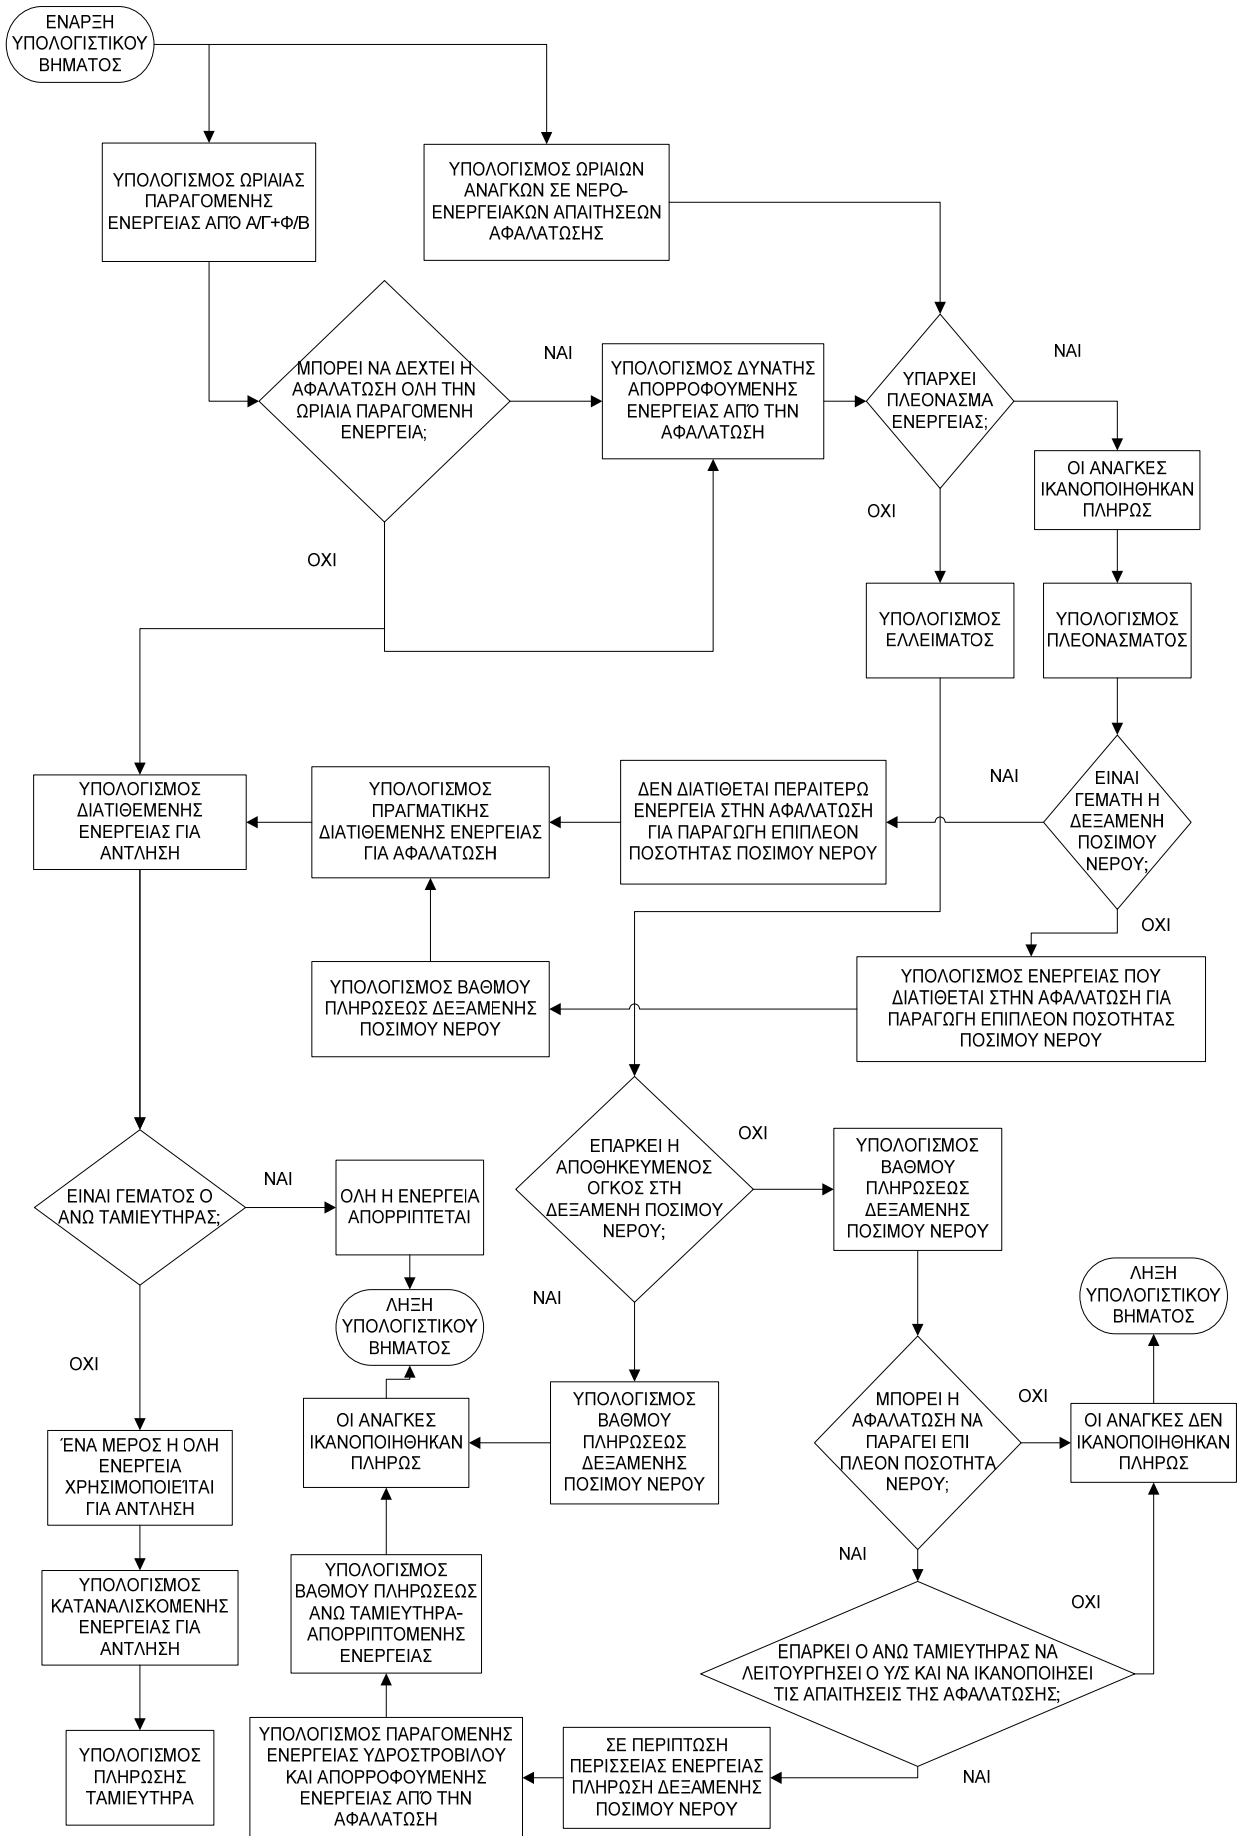 ΕΝΑΡΞΗ
ΥΠΟΛΟΓΙΣΤΙΚΟΥ
ΒΗΜΑΤΟΣ
ΥΠΟΛΟΓΙΣΜΟΣ ΩΡΙΑΙΑΣ
ΠΑΡΑΓΟΜΕΝΗΣ
ΕΝΕΡΓΕΙΑΣ ΑΠΌ Α/Γ+Φ/Β
ΥΠΟΛΟΓΙΣΜΟΣ ΩΡΙΑΙΩΝ
ΑΝΑΓΚΩΝ ΣΕ ΝΕΡΟ-
ΕΝΕΡΓΕΙΑΚΩΝ ΑΠΑΙΤΗΣΕΩΝ
ΑΦΑΛΑΤΩΣΗΣ
ΜΠΟΡΕΙ ΝΑ ΔΕΧΤΕΙ Η
ΑΦΑΛΑΤΩΣΗ ΟΛΗ ΤΗΝ
ΩΡΙΑΙΑ ΠΑΡΑΓΟΜΕΝΗ
ΕΝΕΡΓΕΙΑ;
ΝΑΙ
ΟΧΙ
ΥΠΟΛΟΓΙΣΜΟΣ ΔΥΝΑΤΗΣ
ΑΠΟΡΡΟΦΟΥΜΕΝΗΣ
ΕΝΕΡΓΕΙΑΣ ΑΠΌ ΤΗΝ
ΑΦΑΛΑΤΩΣΗ
ΥΠΑΡΧΕΙ
ΠΛΕΟΝΑΣΜΑ
ΕΝΕΡΓΕΙΑΣ;
ΝΑΙ
ΟΧΙ
ΟΙ ΑΝΑΓΚΕΣ
ΙΚΑΝΟΠΟΙΗΘΗΚΑΝ
ΠΛΗΡΩΣ
ΥΠΟΛΟΓΙΣΜΟΣ
ΕΛΛΕΙΜΑΤΟΣ
ΥΠΟΛΟΓΙΣΜΟΣ
ΠΛΕΟΝΑΣΜΑΤΟΣ
ΕΙΝΑΙ
ΓΕΜΑΤΗ Η
ΔΕΞΑΜΕΝΗ
ΠΟΣΙΜΟΥ
ΝΕΡΟΥ;
ΝΑΙ
ΟΧΙ
ΥΠΟΛΟΓΙΣΜΟΣ
ΔΙΑΤΙΘΕΜΕΝΗΣ
ΕΝΕΡΓΕΙΑΣ ΓΙΑ
ΑΝΤΛΗΣΗ
ΥΠΟΛΟΓΙΣΜΟΣ
ΠΡΑΓΜΑΤΙΚΗΣ
ΔΙΑΤΙΘΕΜΕΝΗΣ ΕΝΕΡΓΕΙΑΣ
ΓΙΑ ΑΦΑΛΑΤΩΣΗ
ΔΕΝ ΔΙΑΤΙΘΕΤΑΙ ΠΕΡΑΙΤΕΡΩ
ΕΝΕΡΓΕΙΑ ΣΤΗΝ ΑΦΑΛΑΤΩΣΗ
ΓΙΑ ΠΑΡΑΓΩΓΗ ΕΠΙΠΛΕΟΝ
ΠΟΣΟΤΗΤΑΣ ΠΟΣΙΜΟΥ ΝΕΡΟΥ
ΥΠΟΛΟΓΙΣΜΟΣ ΒΑΘΜΟΥ
ΠΛΗΡΩΣΕΩΣ ΔΕΞΑΜΕΝΗΣ
ΠΟΣΙΜΟΥ ΝΕΡΟΥ
ΥΠΟΛΟΓΙΣΜΟΣ ΕΝΕΡΓΕΙΑΣ ΠΟΥ
ΔΙΑΤΙΘΕΤΑΙ ΣΤΗΝ ΑΦΑΛΑΤΩΣΗ ΓΙΑ
ΠΑΡΑΓΩΓΗ ΕΠΙΠΛΕΟΝ ΠΟΣΟΤΗΤΑΣ
ΠΟΣΙΜΟΥ ΝΕΡΟΥ
ΕΙΝΑΙ ΓΕΜΑΤΟΣ Ο
ΑΝΩ ΤΑΜΙΕΥΤΗΡΑΣ;
ΝΑΙ
ΟΧΙ
ΟΛΗ Η ΕΝΕΡΓΕΙΑ
ΑΠΟΡΡΙΠΤΕΤΑΙ
ΛΗΞΗ
ΥΠΟΛΟΓΙΣΤΙΚΟΥ
ΒΗΜΑΤΟΣ
ΕΠΑΡΚΕΙ Η
ΑΠΟΘΗΚΕΥΜΕΝΟΣ
ΟΓΚΟΣ ΣΤΗ
ΔΕΞΑΜΕΝΗ ΠΟΣΙΜΟΥ
ΝΕΡΟΥ;
ΟΧΙ
ΝΑΙ
ΥΠΟΛΟΓΙΣΜΟΣ
ΒΑΘΜΟΥ
ΠΛΗΡΩΣΕΩΣ
ΔΕΞΑΜΕΝΗΣ
ΠΟΣΙΜΟΥ ΝΕΡΟΥ
ΛΗΞΗ
ΥΠΟΛΟΓΙΣΤΙΚΟΥ
ΒΗΜΑΤΟΣ
ΟΙ ΑΝΑΓΚΕΣ
ΙΚΑΝΟΠΟΙΗΘΗΚΑΝ
ΠΛΗΡΩΣ
ΥΠΟΛΟΓΙΣΜΟΣ
ΒΑΘΜΟΥ
ΠΛΗΡΩΣΕΩΣ
ΔΕΞΑΜΕΝΗΣ
ΠΟΣΙΜΟΥ ΝΕΡΟΥ
ΜΠΟΡΕΙ Η
ΑΦΑΛΑΤΩΣΗ ΝΑ
ΠΑΡΑΓΕΙ ΕΠΙ
ΠΛΕΟΝ ΠΟΣΟΤΗΤΑ
ΝΕΡΟΥ;
ΟΧΙ
ΝΑΙ
ΟΙ ΑΝΑΓΚΕΣ ΔΕΝ
ΙΚΑΝΟΠΟΙΗΘΗΚΑΝ
ΠΛΗΡΩΣ
ΈΝΑ ΜΕΡΟΣ Η ΟΛΗ
ΕΝΕΡΓΕΙΑ
ΧΡΗΣΙΜΟΠΟΙΕΊΤΑΙ
ΓΙΑ ΑΝΤΛΗΣΗ
ΥΠΟΛΟΓΙΣΜΟΣ
ΚΑΤΑΝΑΛΙΣΚΟΜΕΝΗΣ
ΕΝΕΡΓΕΙΑΣ ΓΙΑ
ΑΝΤΛΗΣΗ
ΥΠΟΛΟΓΙΣΜΟΣ
ΒΑΘΜΟΥ ΠΛΗΡΩΣΕΩΣ
ΑΝΩ ΤΑΜΙΕΥΤΗΡΑ-
ΑΠΟΡΡΙΠΤΟΜΕΝΗΣ
ΕΝΕΡΓΕΙΑΣ
ΕΠΑΡΚΕΙ Ο ΑΝΩ ΤΑΜΙΕΥΤΗΡΑΣ ΝΑ
ΛΕΙΤΟΥΡΓΗΣΕΙ Ο Υ/Σ ΚΑΙ ΝΑ ΙΚΑΝΟΠΟΙΗΣΕΙ
ΤΙΣ ΑΠΑΙΤΗΣΕΙΣ ΤΗΣ ΑΦΑΛΑΤΩΣΗΣ;
ΟΧΙ
ΝΑΙ
ΥΠΟΛΟΓΙΣΜΟΣ
ΠΛΗΡΩΣΗΣ
ΤΑΜΙΕΥΤΗΡΑ
ΥΠΟΛΟΓΙΣΜΟΣ ΠΑΡΑΓΟΜΕΝΗΣ
ΕΝΕΡΓΕΙΑΣ ΥΔΡΟΣΤΡΟΒΙΛΟΥ
ΚΑΙ ΑΠΟΡΡΟΦΟΥΜΕΝΗΣ
ΕΝΕΡΓΕΙΑΣ ΑΠΌ ΤΗΝ
ΑΦΑΛΑΤΩΣΗ
ΣΕ ΠΕΡΙΠΤΩΣΗ
ΠΕΡΙΣΣΕΙΑΣ ΕΝΕΡΓΕΙΑΣ
ΠΛΗΡΩΣΗ ΔΕΞΑΜΕΝΗΣ
ΠΟΣΙΜΟΥ ΝΕΡΟΥ